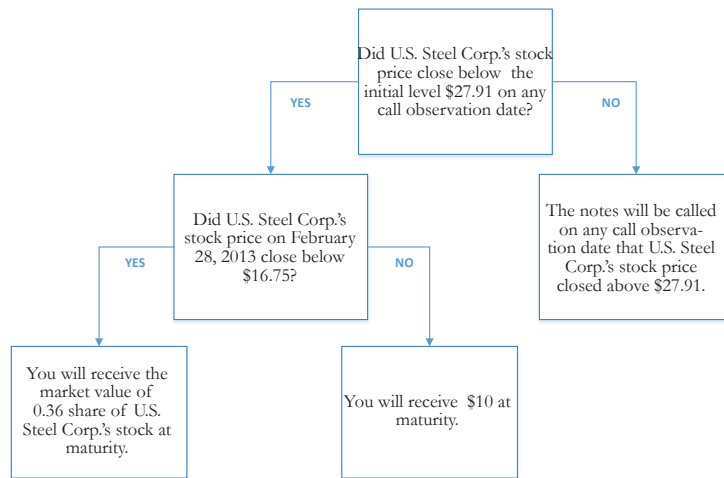 Did U.S. Steel Corp.'s stock
price close below the
initial level $27.91 on any
call observation date?
YES
NO
Did U.S. Steel Corp.'s
stock price on February
28, 2013 close below
$16.75?
The notes will be called
on any call observa-
tion date that U.S. Steel
Corp.'s stock price
closed above $27.91.
YES
NO
You will receive the
market value of
0.36 share of U.S.
Steel Corp.'s stock at
maturity.
You will receive $10 at
maturity.